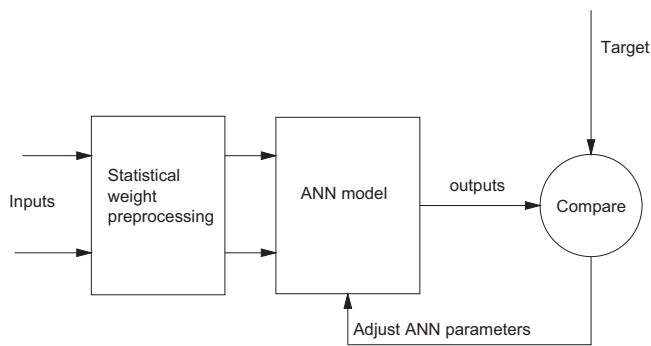 Target
Inputs
Statistical
weight
preprocessing
ANN model
outputs
Compare
Adjust ANN parameters